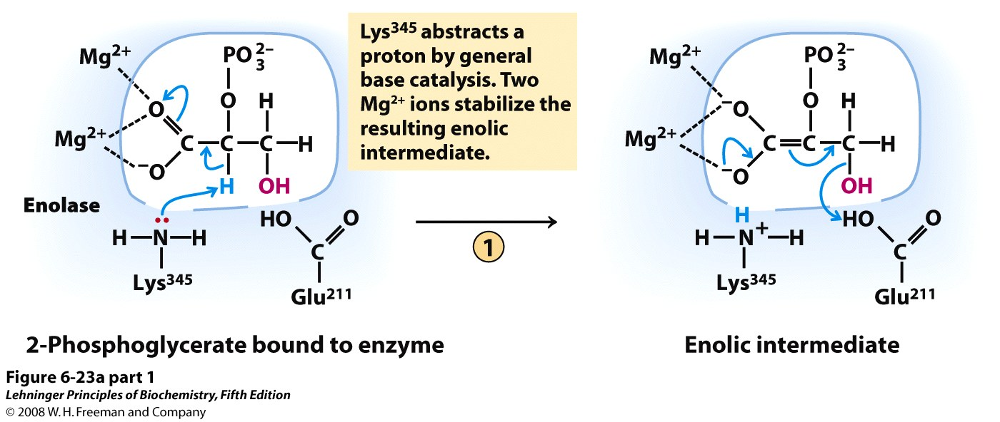 Lys³⁴⁵ abstracts a
proton by general
base catalysis. Two
Mg²⁺ ions stabilize the
resulting enolic
intermediate.
Mg²⁺
PO₃²⁻
O
O
H
Mg²⁺
C
C
C
H
⁻O
H
OH
Enolase
HO
O
H
N
H
C
Lys³⁴⁵
Glu²¹¹
1
Mg²⁺
PO₃²⁻
⁻O
O
H
Mg²⁺
C
C
C
H
⁻O
OH
H
HO
O
H
N⁺
H
C
Lys³⁴⁵
Glu²¹¹
2-Phosphoglycerate bound to enzyme
Enolic intermediate
Figure 6-23a part 1
Lehninger Principles of Biochemistry, Fifth Edition
© 2008 W. H. Freeman and Company